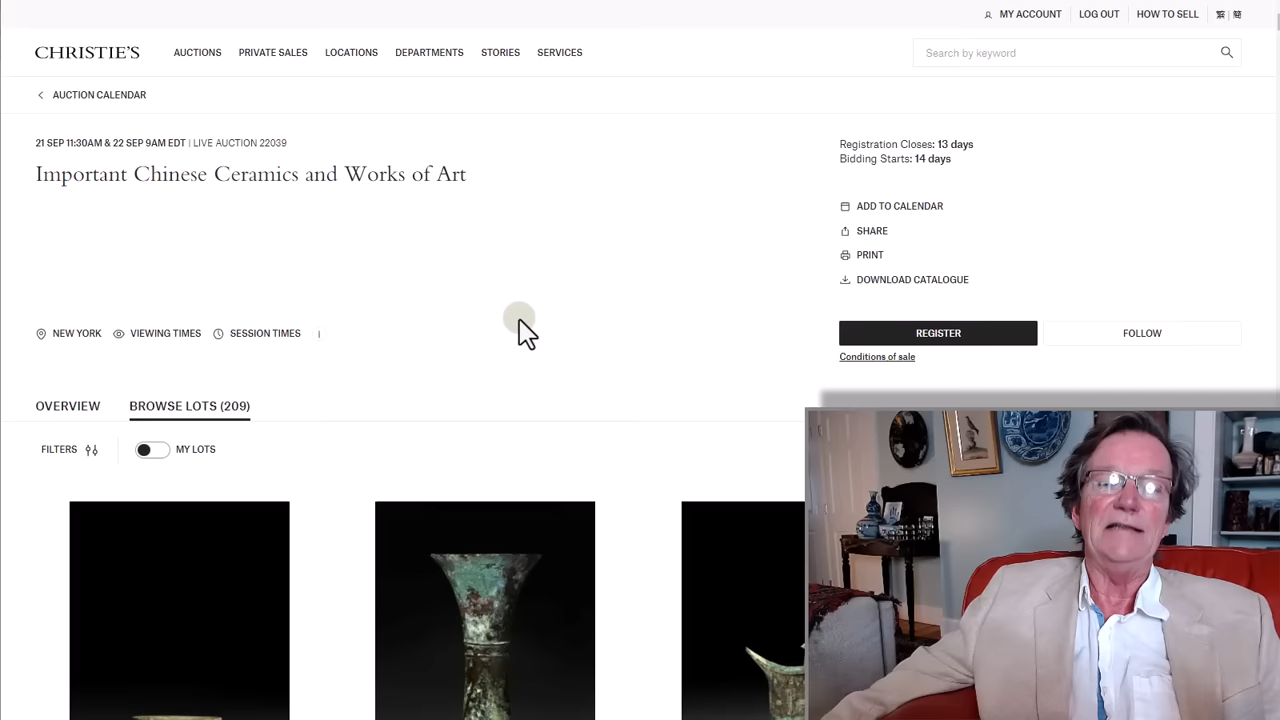 MY ACCOUNT
LOG OUT
HOW TO SELL
繁 | 簡
CHRISTIE'S
AUCTIONS
PRIVATE SALES
LOCATIONS
DEPARTMENTS
STORIES
SERVICES
Search by keyword
AUCTION CALENDAR
21 SEP 11:30AM & 22 SEP 9AM EDT | LIVE AUCTION 22039
Important Chinese Ceramics and Works of Art
Registration Closes: 13 days
Bidding Starts: 14 days
ADD TO CALENDAR
SHARE
PRINT
DOWNLOAD CATALOGUE
NEW YORK
VIEWING TIMES
SESSION TIMES
REGISTER
FOLLOW
Conditions of sale
OVERVIEW
BROWSE LOTS (209)
FILTERS
MY LOTS